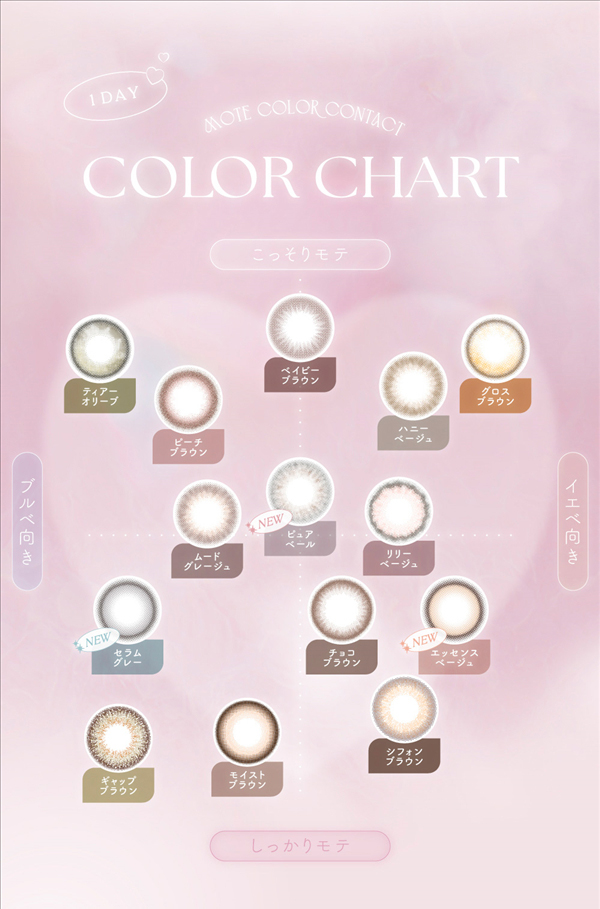 1 DAY
MOTE COLOR CONTACT
COLOR CHART
こっそりモテ
ベイビー
ブラウン
ティアー
オリーブ
グロス
ブラウン
ピーチ
ブラウン
ハニー
ベージュ
ブルベ向き
イエベ向き
NEW
ピュア
ベール
ムード
グレージュ
リリー
ベージュ
NEW
セラム
グレー
チョコ
ブラウン
NEW
エッセンス
ベージュ
シフォン
ブラウン
ギャップ
ブラウン
モイスト
ブラウン
しっかりモテ